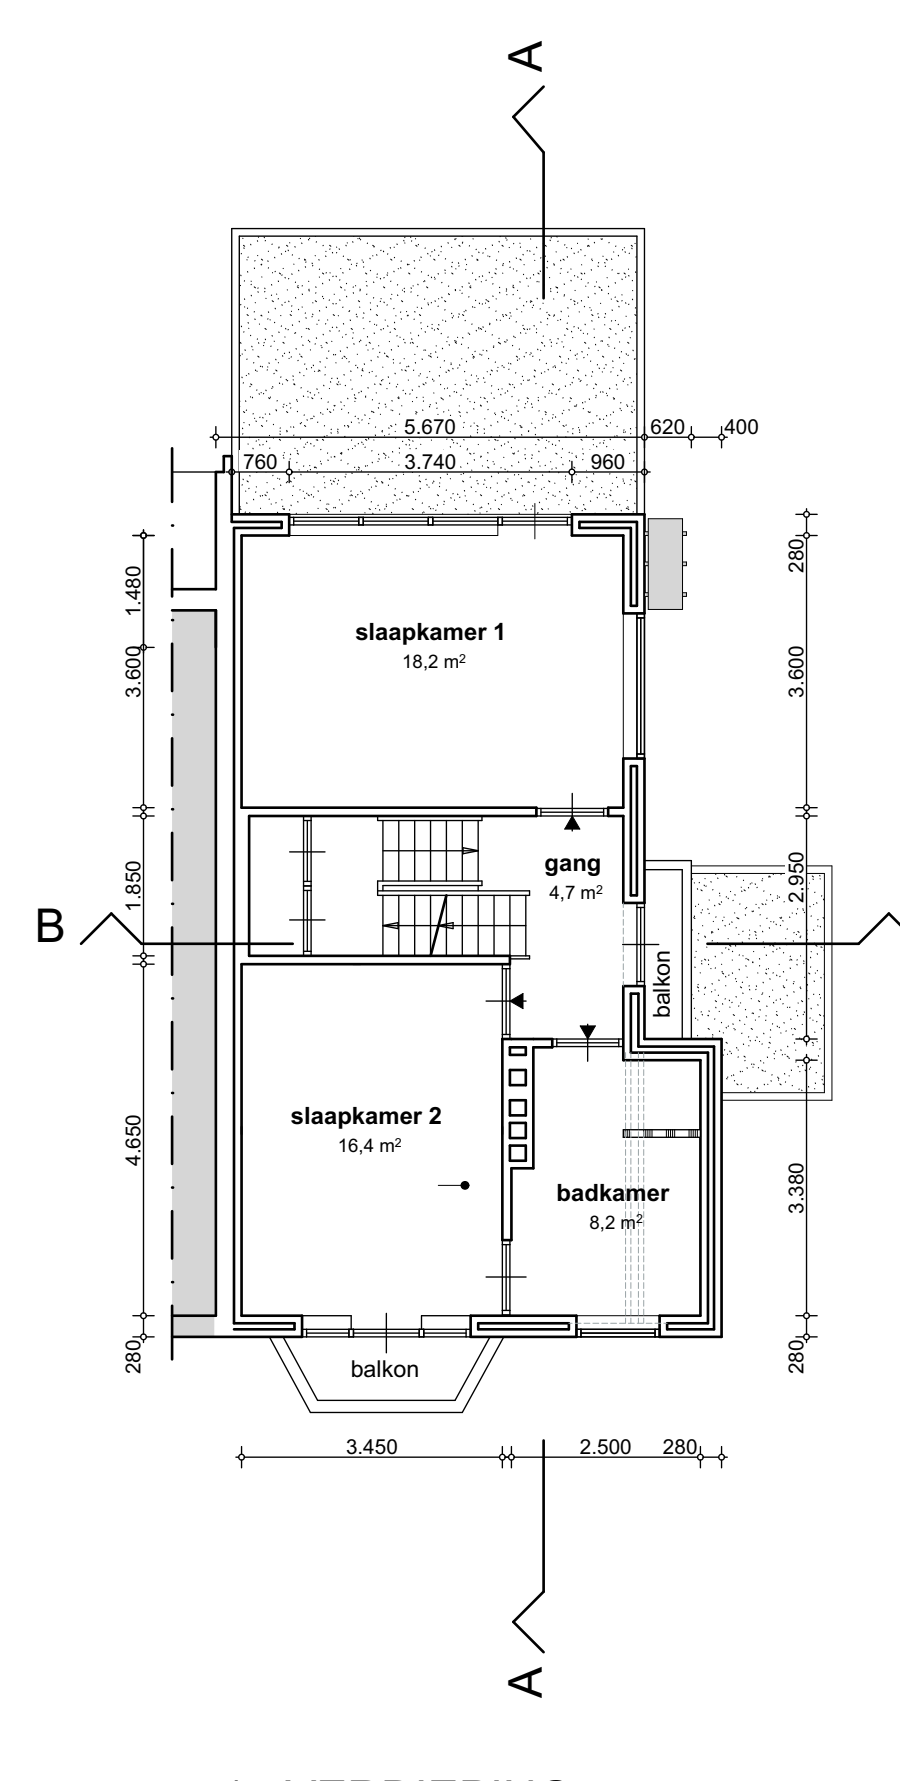 A
5.670
620
400
760
3.740
960
280
1.480
3.600
3.600
slaapkamer 1
18,2 m²
gang
4,7 m²
1.850
2.950
B
balkon
slaapkamer 2
16,4 m²
4.650
badkamer
8,2 m²
3.380
280
280
balkon
3.450
2.500
280
A